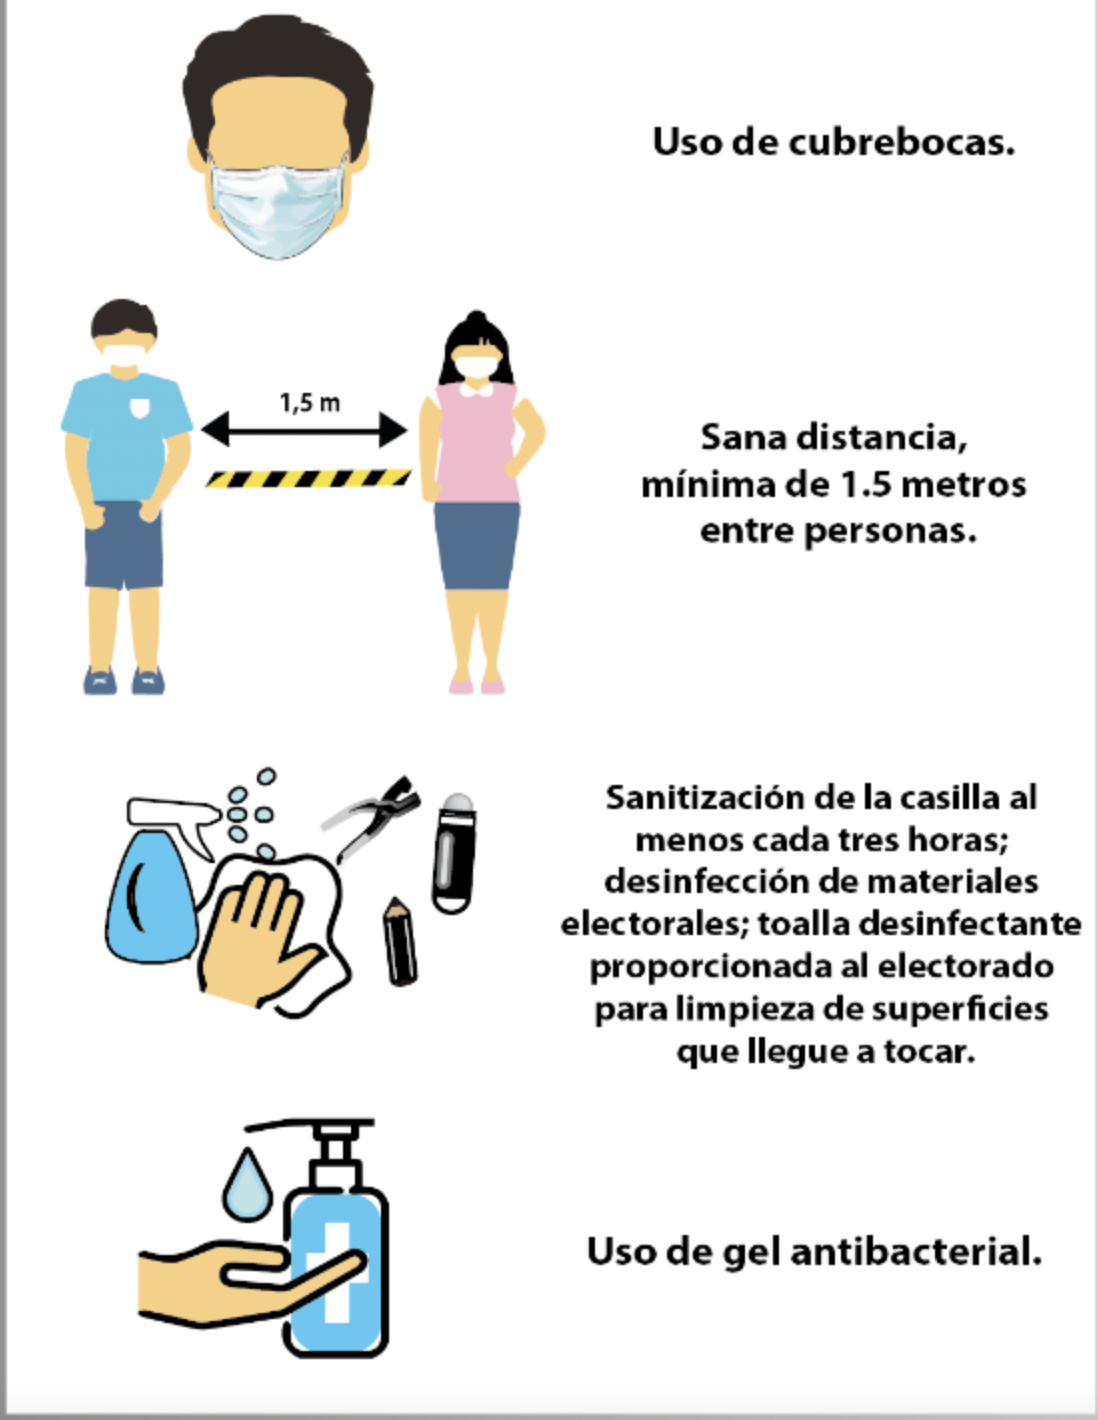 Uso de cubrebocas.
1,5 m
Sana distancia,
mínima de 1.5 metros
entre personas.
Sanitización de la casilla al
menos cada tres horas;
desinfección de materiales
electorales; toalla desinfectante
proporcionada al electorado
para limpieza de superficies
que llegue a tocar.
Uso de gel antibacterial.